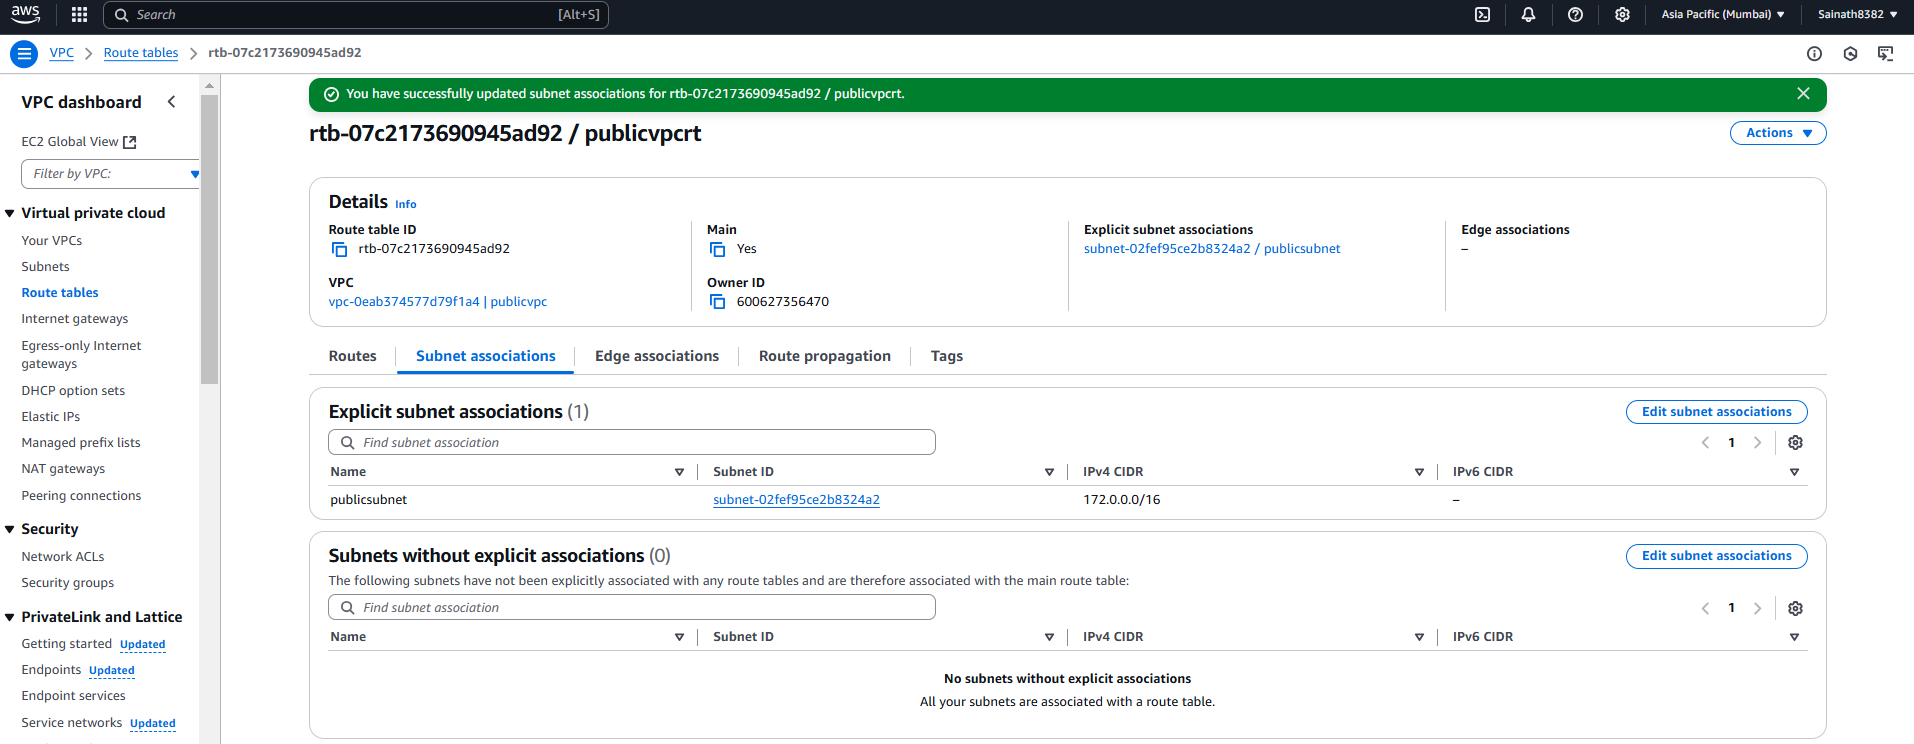 aws
Search
[Alt+S]
Asia Pacific (Mumbai)
Sainath8382
VPC
Route tables
rtb-07c2173690945ad92
VPC dashboard
EC2 Global View
Filter by VPC:
Virtual private cloud
Your VPCs
Subnets
Route tables
Internet gateways
Egress-only Internet
gateways
DHCP option sets
Elastic IPs
Managed prefix lists
NAT gateways
Peering connections
Security
Network ACLs
Security groups
PrivateLink and Lattice
Getting started Updated
Endpoints Updated
Endpoint services
Service networks Updated
You have successfully updated subnet associations for rtb-07c2173690945ad92 / publicvpcrt.
rtb-07c2173690945ad92 / publicvpcrt
Actions
Details Info
Route table ID
rtb-07c2173690945ad92
Main
Yes
Explicit subnet associations
subnet-02fef95ce2b8324a2 / publicsubnet
Edge associations
–
VPC
vpc-0eab374577d79f1a4 | publicvpc
Owner ID
600627356470
Routes
Subnet associations
Edge associations
Route propagation
Tags
Explicit subnet associations (1)
Edit subnet associations
Find subnet association
1
Name Subnet ID IPv4 CIDR IPv6 CIDR
publicsubnet subnet-02fef95ce2b8324a2 172.0.0.0/16 –
Subnets without explicit associations (0)
Edit subnet associations
The following subnets have not been explicitly associated with any route tables and are therefore associated with the main route table:
Find subnet association
1
Name Subnet ID IPv4 CIDR IPv6 CIDR
No subnets without explicit associations
All your subnets are associated with a route table.